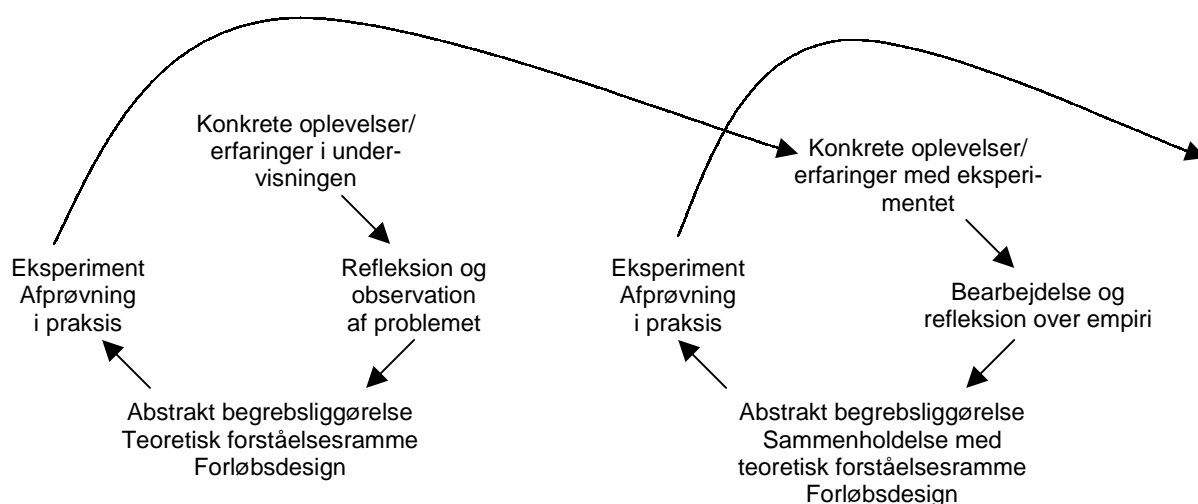 Konkrete oplevelser/
erfaringer i under-
visningen
Eksperiment
Afprøvning
i praksis
Refleksion og
observation
af problemet
Abstrakt begrebsliggørelse
Teoretisk forståelsesramme
Forløbsdesign
Konkrete oplevelser/
erfaringer med eksperi-
mentet
Eksperiment
Afprøvning
i praksis
Bearbejdelse og
refleksion over empiri
Abstrakt begrebsliggørelse
Sammenholdelse med
teoretisk forståelsesramme
Forløbsdesign